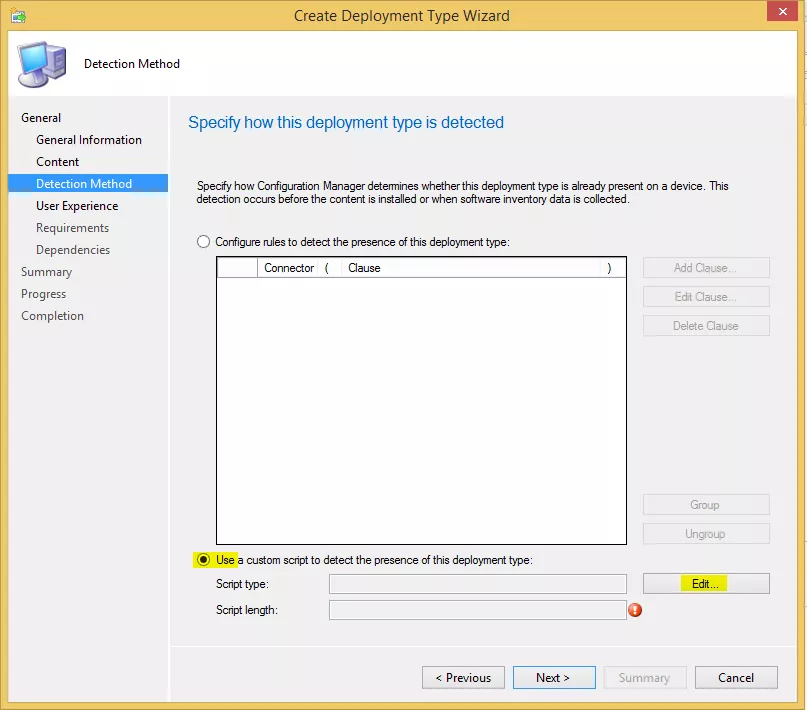 Create Deployment Type Wizard
Detection Method
General
General Information
Content
Detection Method
User Experience
Requirements
Dependencies
Summary
Progress
Completion
Specify how this deployment type is detected
Specify how Configuration Manager determines whether this deployment type is already present on a device. This
detection occurs before the content is installed or when software inventory data is collected.
Configure rules to detect the presence of this deployment type:
Connector ( Clause )
Add Clause...
Edit Clause...
Delete Clause
Group
Ungroup
Use a custom script to detect the presence of this deployment type:
Script type:
Edit...
Script length:
< Previous
Next >
Summary
Cancel